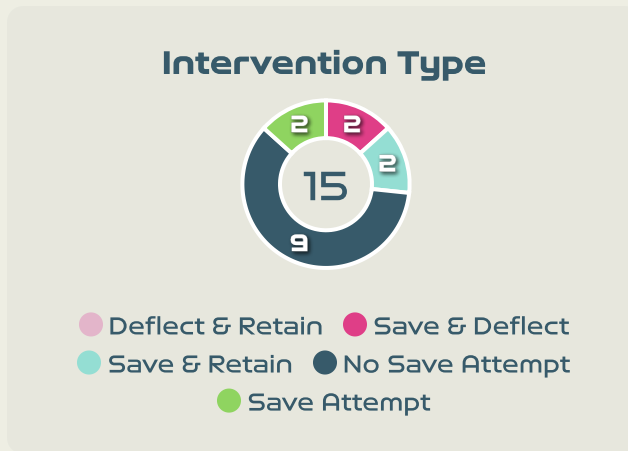 Intervention Type
2 2
2
15
9
Deflect & Retain Save & Deflect
Save & Retain No Save Attempt
Save Attempt